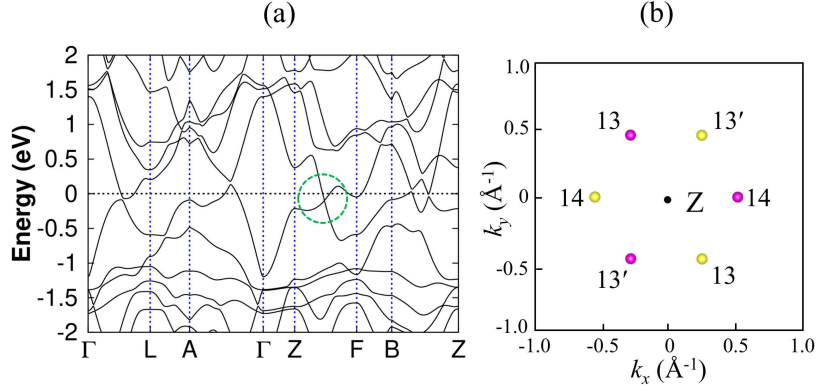 (a)
(b)
Energy (eV)
2
1.5
1
0.5
0
-0.5
-1
-1.5
-2
Γ L A Γ Z F B Z
k_y (Å⁻¹)
1.0
0.5
0
-0.5
-1.0
13 13′
14 Z 14
13′ 13
-1.0 -0.5 0 0.5 1.0
k_x (Å⁻¹)